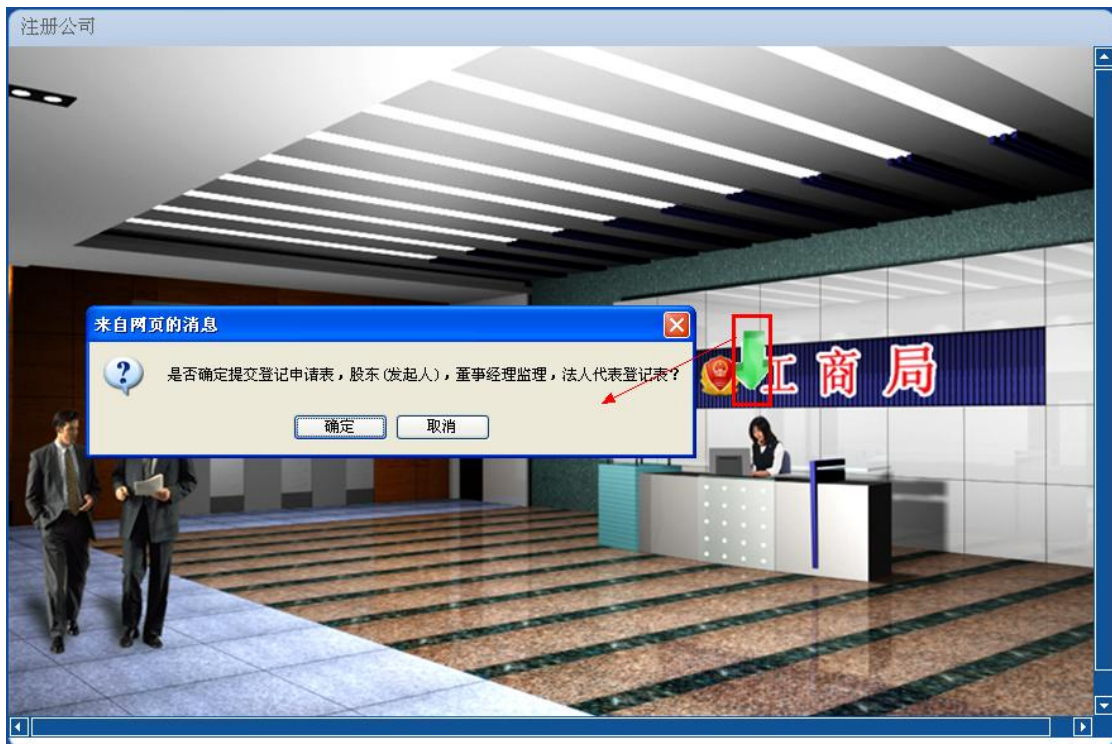 注册公司
来自网页的消息
是否确定提交登记申请表，股东(发起人)，董事经理监理，法人代表登记表？
确定
取消
工商局